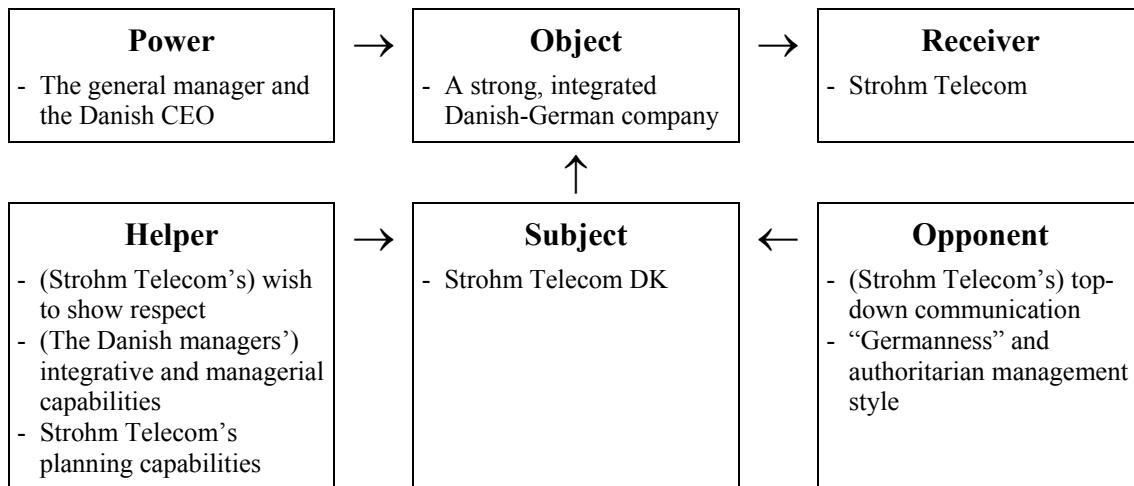 Power
- The general manager and
the Danish CEO
→
Object
- A strong, integrated
Danish-German company
→
Receiver
- Strohm Telecom
↑
Helper
- (Strohm Telecom’s) wish
to show respect
- (The Danish managers’)
integrative and managerial
capabilities
- Strohm Telecom’s
planning capabilities
→
Subject
- Strohm Telecom DK
←
Opponent
- (Strohm Telecom’s) top-
down communication
- “Germanness” and
authoritarian management
style